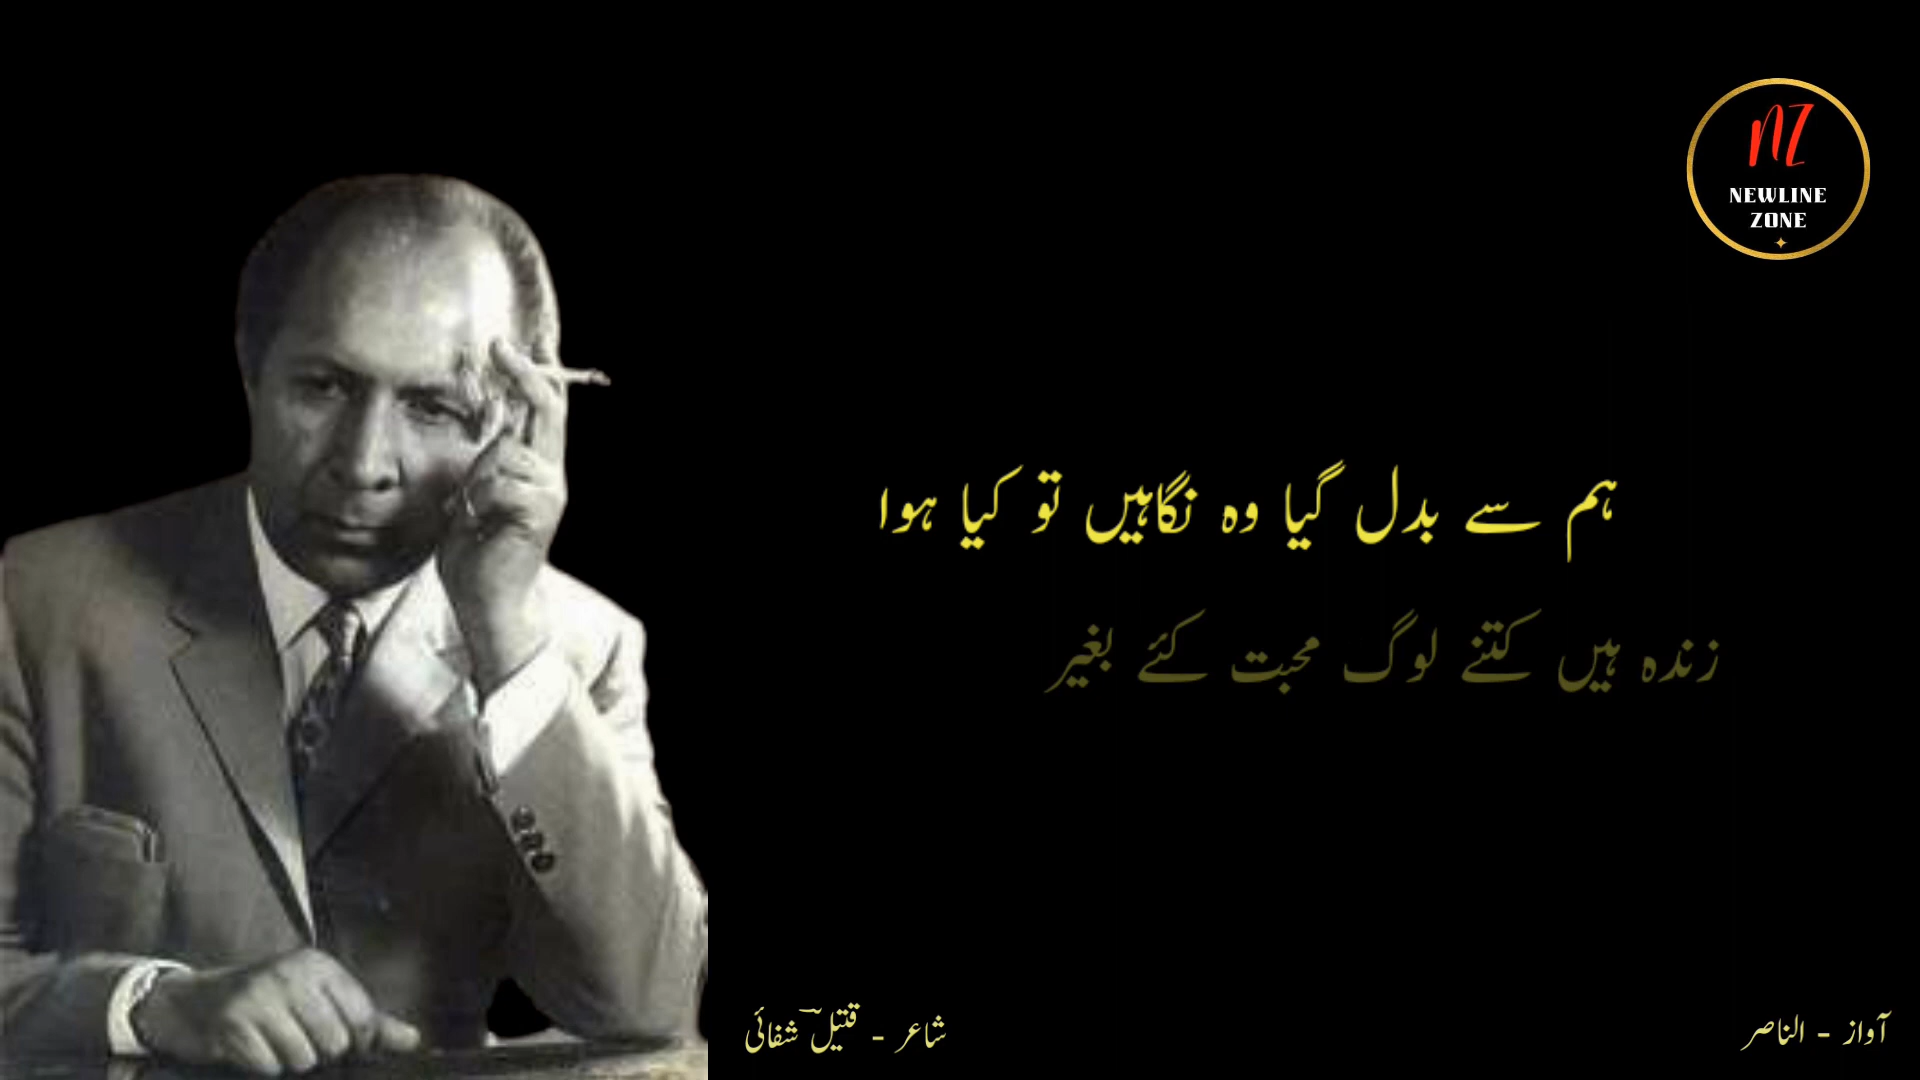 NZ
NEWLINE
ZONE
ہم سے بدل گیا وہ نگاہیں تو کیا ہوا
زندہ ہیں کتنے لوگ محبت کئے بغیر
آواز - الناصر
شاعر - قتیلؔ شفائی